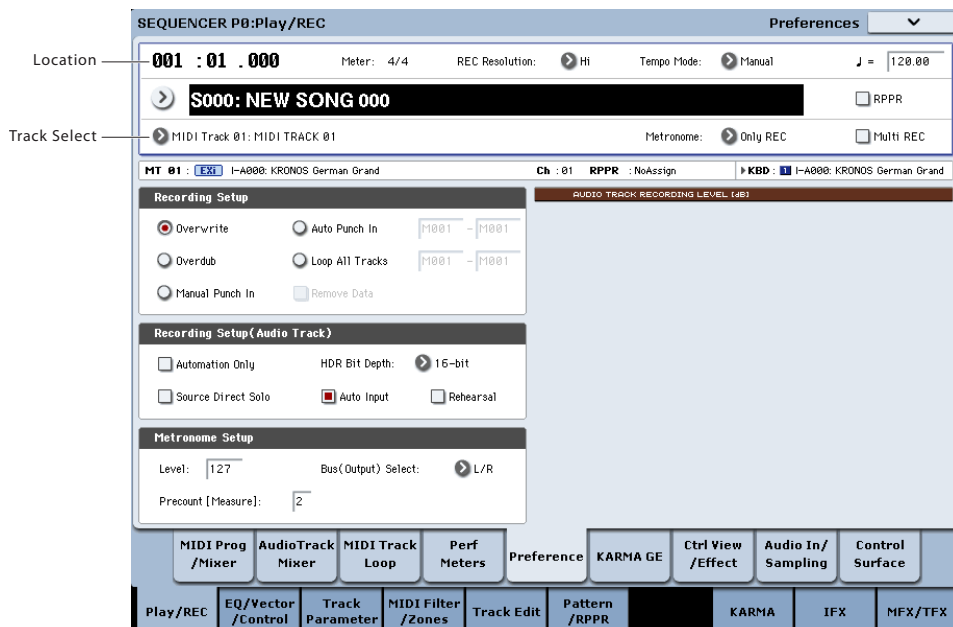 SEQUENCER P0:Play/REC Preferences
Location 001 :01 .000 Meter: 4/4 REC Resolution: Hi Tempo Mode: Manual ♩ = 120.00
S000: NEW SONG 000 RPPR
Track Select MIDI Track 01: MIDI TRACK 01 Metronome: Only REC Multi REC
MT 01 : EXi I-A000: KRONOS German Grand Ch :01 RPPR : NoAssign ▶KBD : 1 I-A000: KRONOS German Grand
Recording Setup
AUDIO TRACK RECORDING LEVEL [dB]
Overwrite Auto Punch In M001 - M001
Overdub Loop All Tracks M001 - M001
Manual Punch In Remove Data
Recording Setup(Audio Track)
Automation Only HDR Bit Depth: 16-bit
Source Direct Solo Auto Input Rehearsal
Metronome Setup
Level: 127 Bus(Output) Select: L/R
Precount [Measure]: 2
MIDI Prog /Mixer
AudioTrack Mixer
MIDI Track Loop
Perf Meters
Preference
KARMA GE
Ctrl View /Effect
Audio In/ Sampling
Control Surface
Play/REC
EQ/Vector /Control
Track Parameter
MIDI Filter /Zones
Track Edit
Pattern /RPPR
KARMA
IFX
MFX/TFX